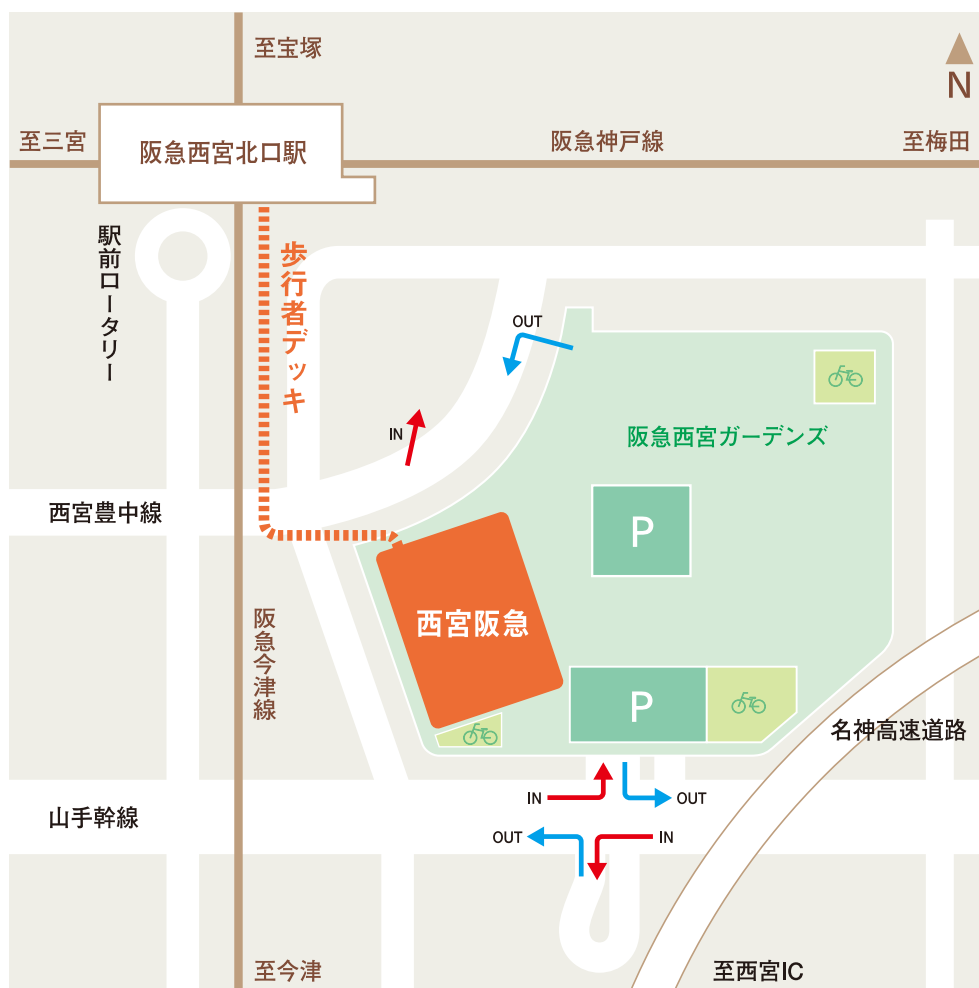 至宝塚
N
至三宮
阪急西宮北口駅
阪急神戸線
至梅田
駅前ロータリー
歩行者デッキ
OUT
IN
阪急西宮ガーデンズ
西宮豊中線
P
西宮阪急
阪急今津線
P
名神高速道路
IN
OUT
山手幹線
OUT
IN
至今津
至西宮IC